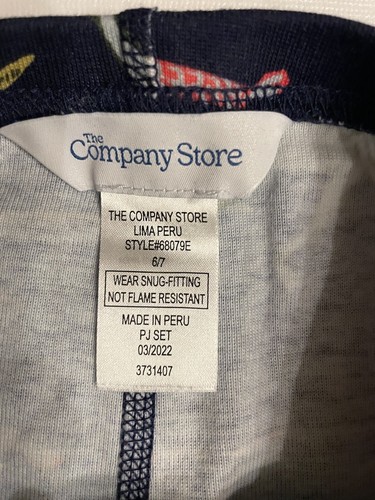 The
Company Store
THE COMPANY STORE
LIMA PERU
STYLE#68079E
6/7
WEAR SNUG-FITTING
NOT FLAME RESISTANT
MADE IN PERU
PJ SET
03/2022
3731407